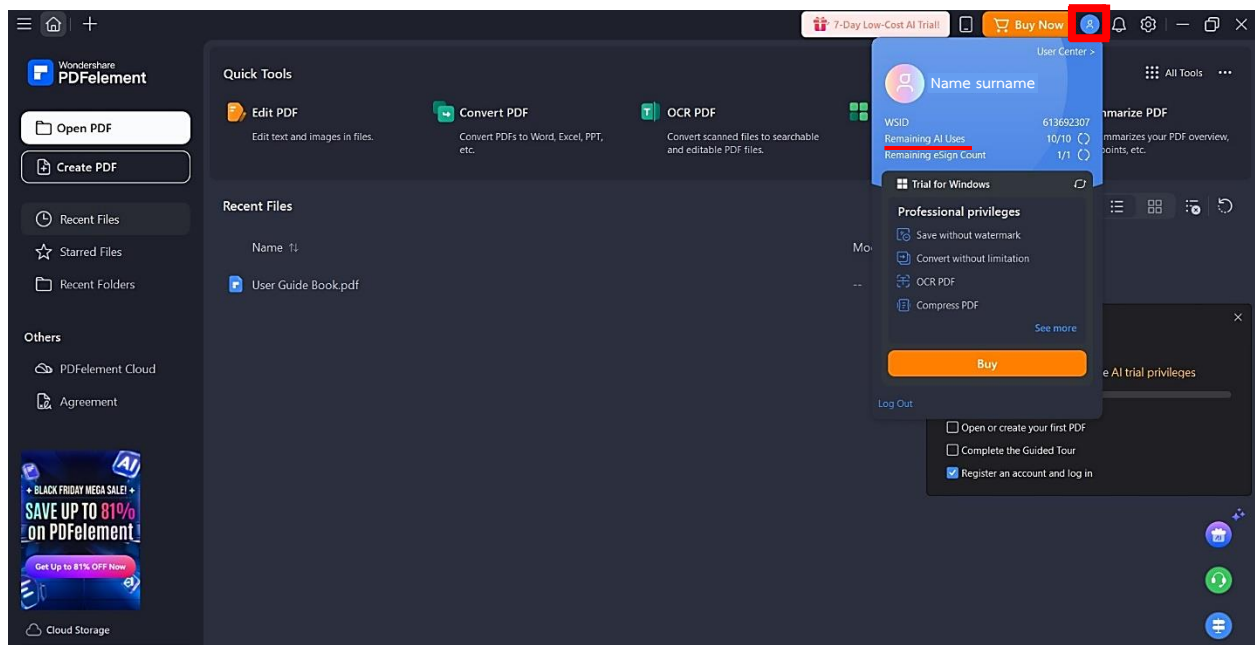 7-Day Low-Cost AI Trial!
Buy Now
Wondershare
PDFelement
Open PDF
Create PDF
Recent Files
Starred Files
Recent Folders
Others
PDFelement Cloud
Agreement
AI
+ BLACK FRIDAY MEGA SALE! +
SAVE UP TO 81%
on PDFelement
Get Up to 81% OFF Now
Cloud Storage
Quick Tools
All Tools
Edit PDF
Edit text and images in files.
Convert PDF
Convert PDFs to Word, Excel, PPT,
etc.
OCR PDF
Convert scanned files to searchable
and editable PDF files.
PDF
PDF overview,
etc.
Recent Files
Name
User Guide Book.pdf
--
User Center >
Name surname
WSID 613692307
Remaining AI Uses 10/10
Remaining eSign Count 1/1
Trial for Windows
Professional privileges
Save without watermark
Convert without limitation
OCR PDF
Compress PDF
See more
Buy
Log Out
AI trial privileges
Open or create your first PDF
Complete the Guided Tour
Register an account and log in